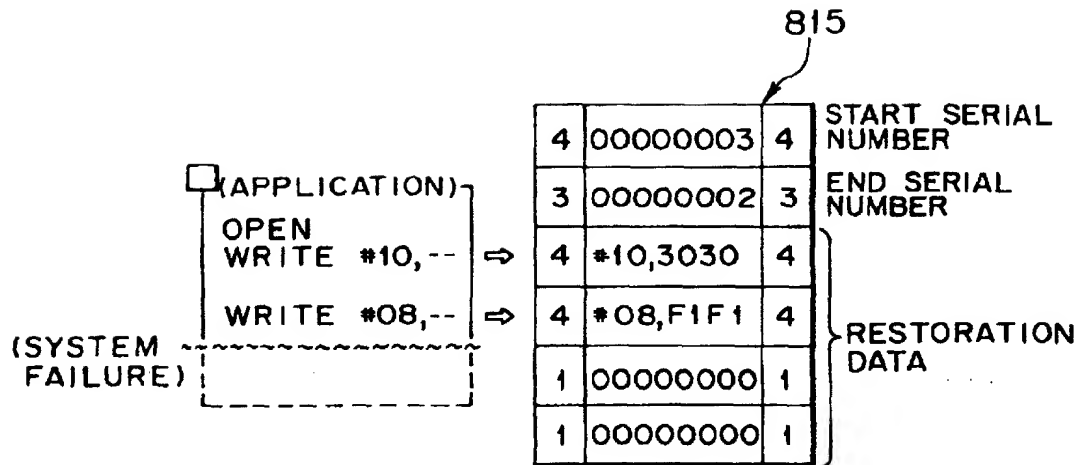 815
4 00000003 4 START SERIAL
NUMBER
3 00000002 3 END SERIAL
NUMBER
(APPLICATION)
OPEN
WRITE #10,-- ⇨ 4 #10,3030 4
WRITE #08,-- ⇨ 4 #08,F1F1 4
(SYSTEM
FAILURE)
RESTORATION
DATA
1 00000000 1
1 00000000 1